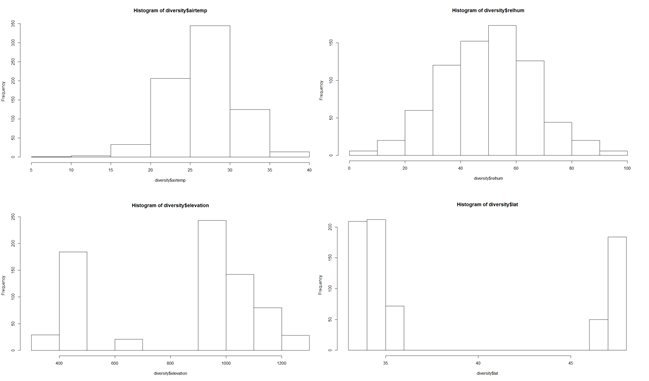 Histogram of diversity$airtemp
Frequency
0 50 100 150 200 250 300 350
5 10 15 20 25 30 35 40
diversity$airtemp
Histogram of diversity$relhum
Frequency
0 50 100 150
0 20 40 60 80 100
diversity$relhum
Histogram of diversity$elevation
Frequency
0 50 100 150 200 250
400 600 800 1000 1200
diversity$elevation
Histogram of diversity$lat
Frequency
0 50 100 150 200
35 40 45
diversity$lat